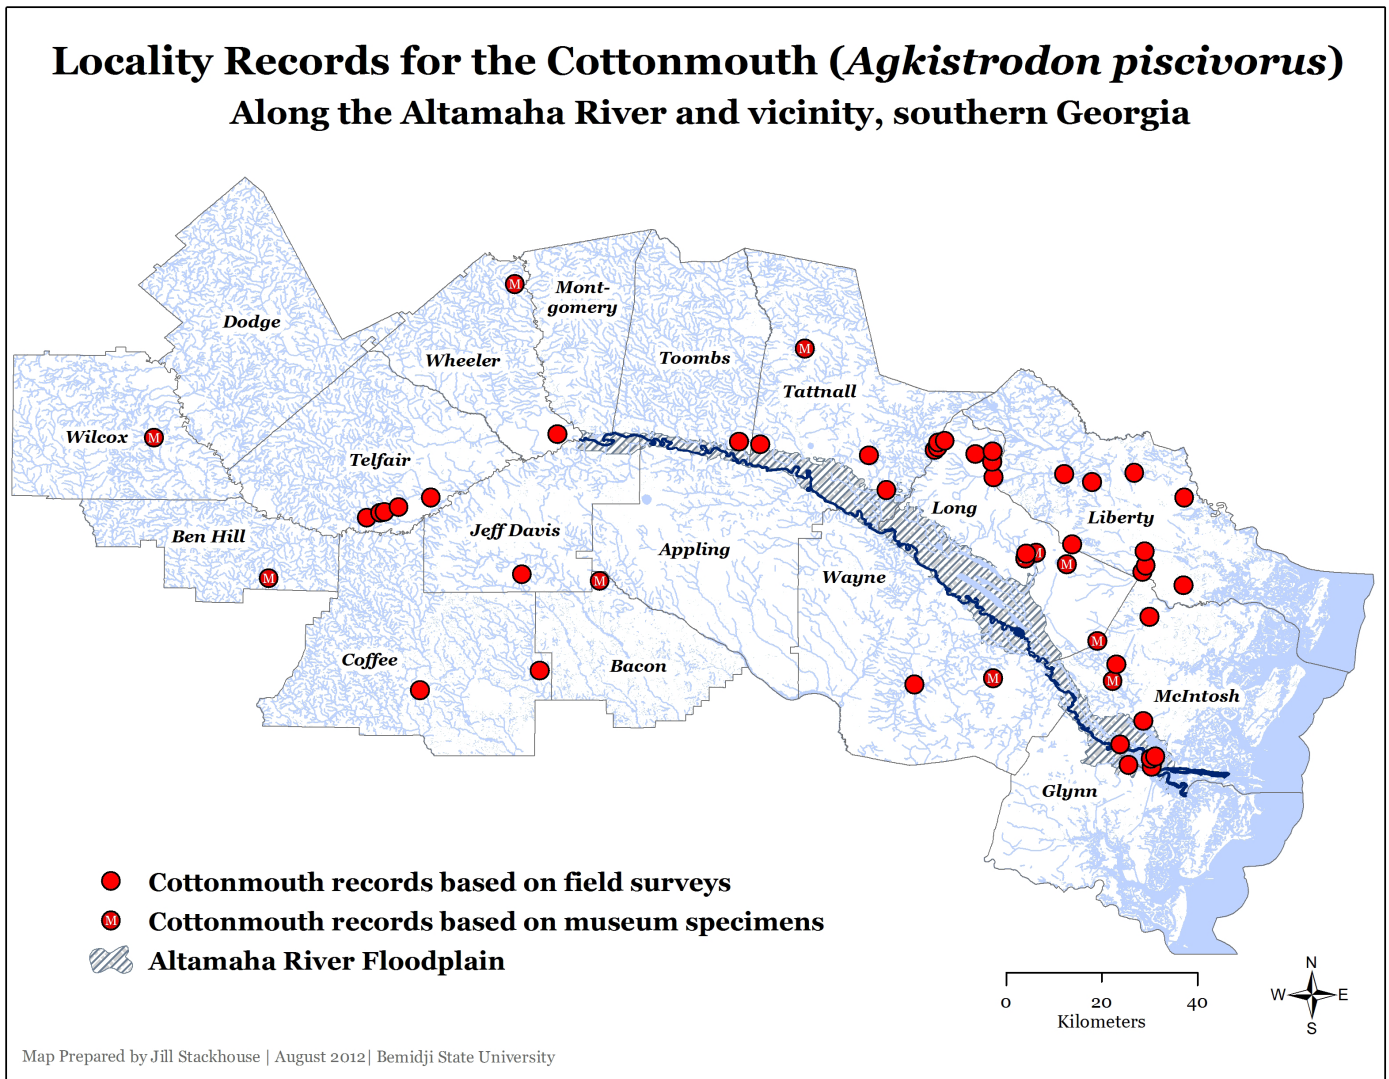 Locality Records for the Cottonmouth (Agkistrodon piscivorus)
Along the Altamaha River and vicinity, southern Georgia
Dodge
Wheeler
Mont-
gomery
Toombs
Tattnall
Wilcox
Telfair
Ben Hill
Jeff Davis
Appling
Long
Liberty
Wayne
Coffee
Bacon
McIntosh
Glynn
M
M
M
M
M
M
M
M
M
M
Cottonmouth records based on field surveys
M Cottonmouth records based on museum specimens
Altamaha River Floodplain
0 20 40
Kilometers
N
W E
S
Map Prepared by Jill Stackhouse | August 2012| Bemidji State University